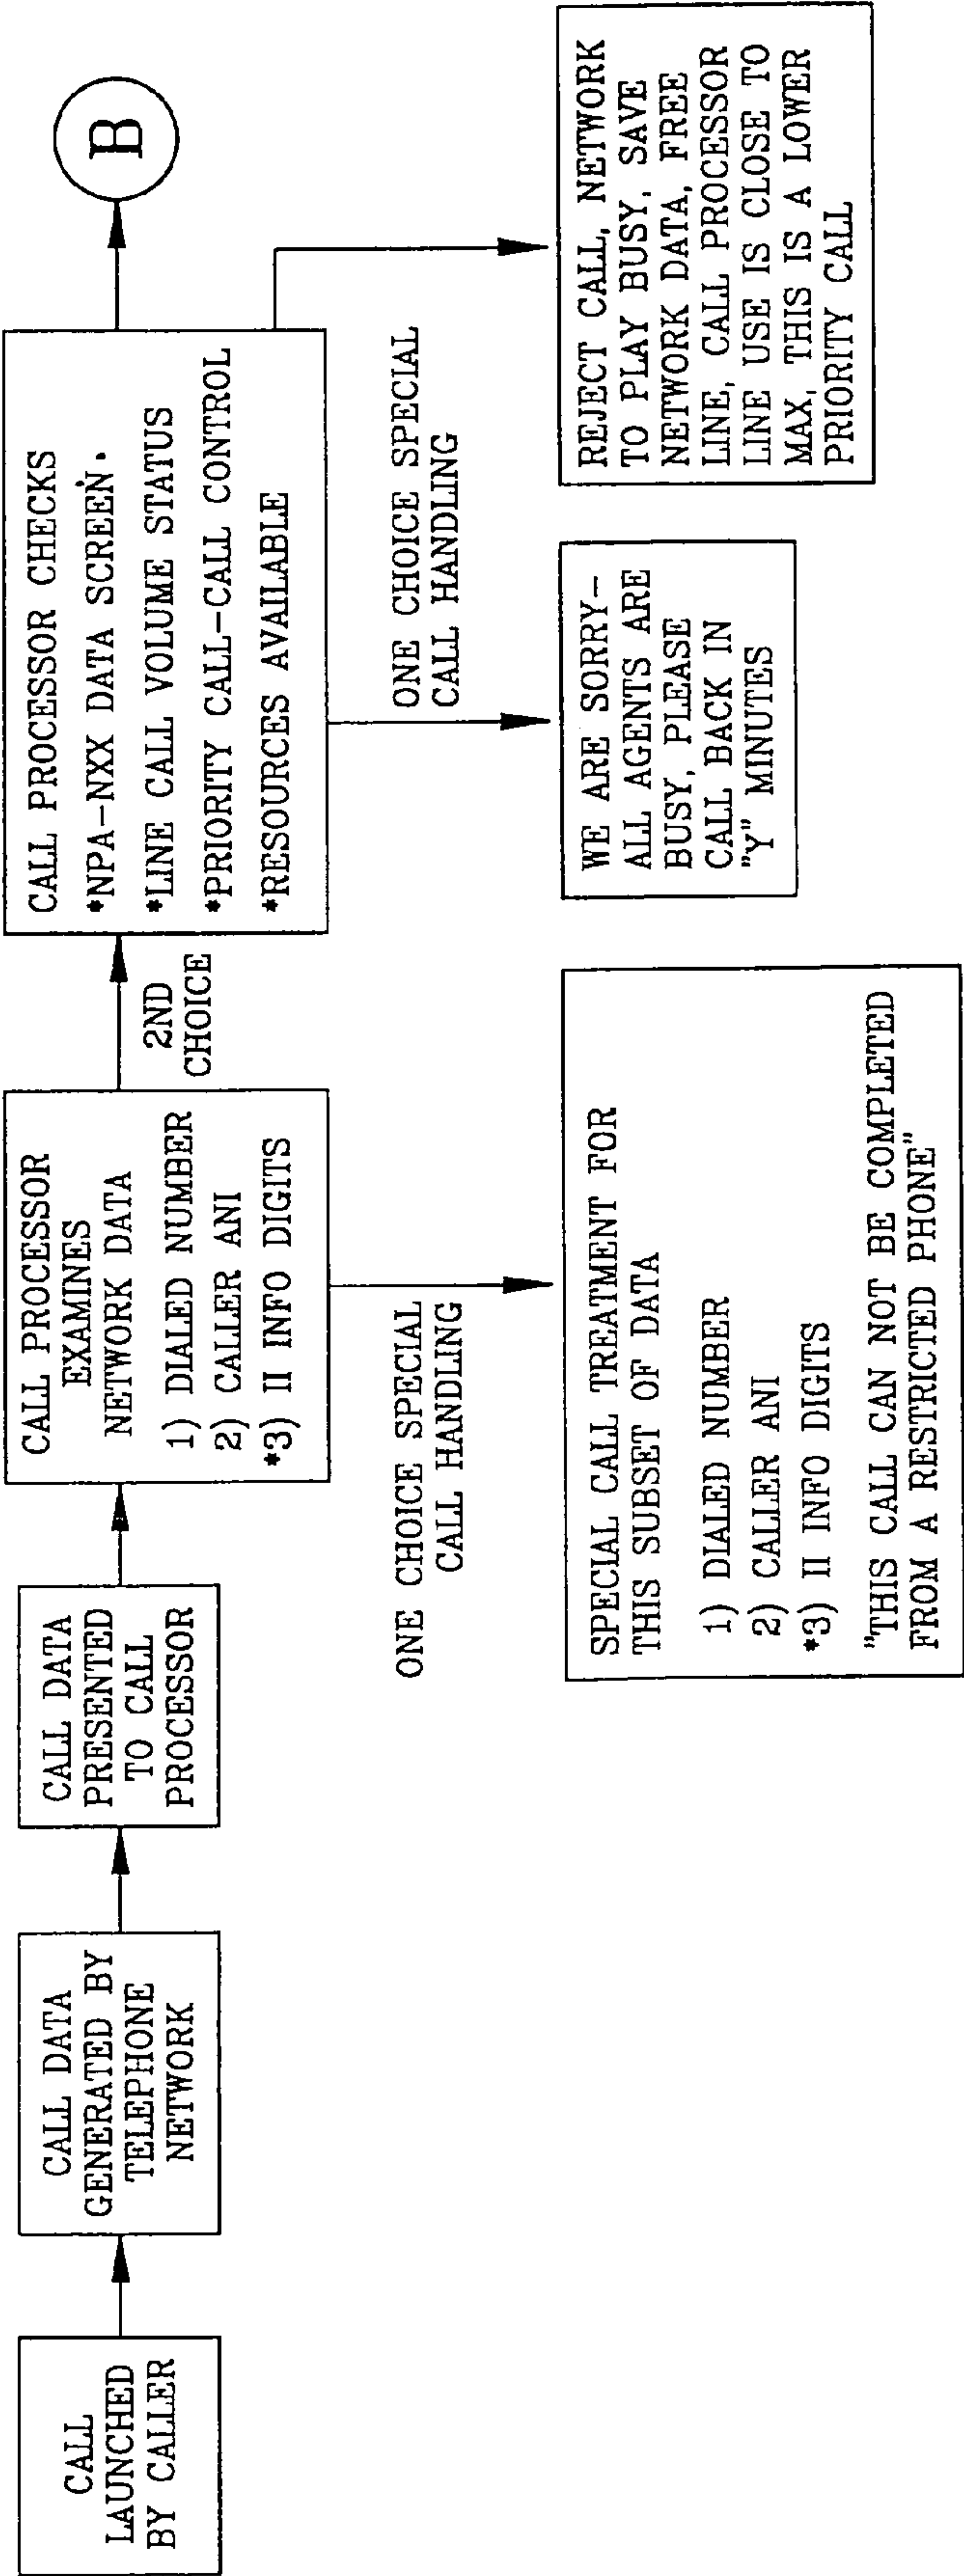 CALL
LAUNCHED
BY CALLER
CALL DATA
GENERATED BY
TELEPHONE
NETWORK
CALL DATA
PRESENTED
TO CALL
PROCESSOR
CALL PROCESSOR
EXAMINES
NETWORK DATA
1) DIALED NUMBER
2) CALLER ANI
*3) II INFO DIGITS
2ND
CHOICE
CALL PROCESSOR CHECKS
*NPA-NXX DATA SCREEN.
*LINE CALL VOLUME STATUS
*PRIORITY CALL-CALL CONTROL
*RESOURCES AVAILABLE
B
ONE CHOICE SPECIAL
CALL HANDLING
SPECIAL CALL TREATMENT FOR
THIS SUBSET OF DATA
1) DIALED NUMBER
2) CALLER ANI
*3) II INFO DIGITS
"THIS CALL CAN NOT BE COMPLETED
FROM A RESTRICTED PHONE"
ONE CHOICE SPECIAL
CALL HANDLING
WE ARE SORRY-
ALL AGENTS ARE
BUSY, PLEASE
CALL BACK IN
"Y" MINUTES
REJECT CALL, NETWORK
TO PLAY BUSY, SAVE
NETWORK DATA, FREE
LINE, CALL PROCESSOR
LINE USE IS CLOSE TO
MAX, THIS IS A LOWER
PRIORITY CALL